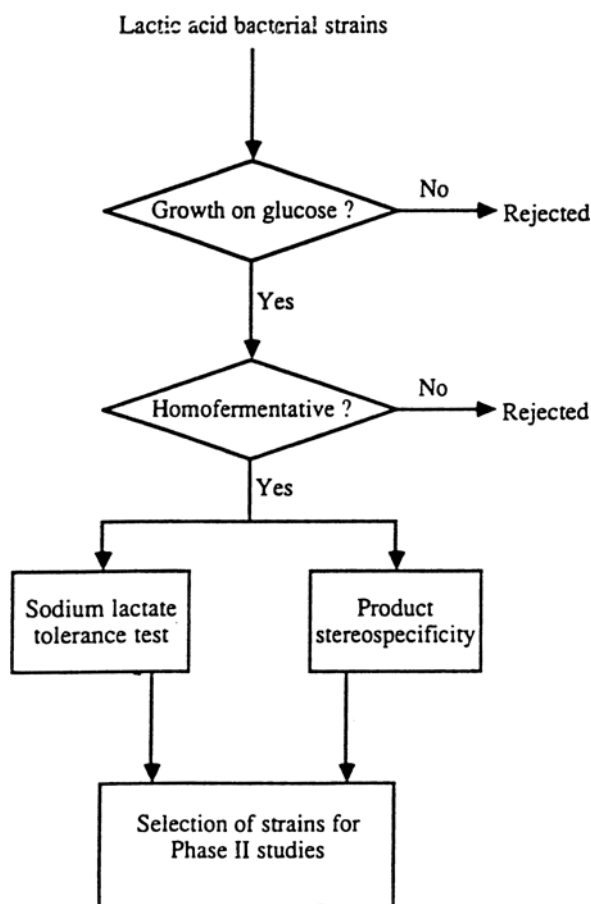 Lactic acid bacterial strains
Growth on glucose ?
No
Rejected
Yes
Homofermentative ?
No
Rejected
Yes
Sodium lactate
tolerance test
Product
stereospecificity
Selection of strains for
Phase II studies